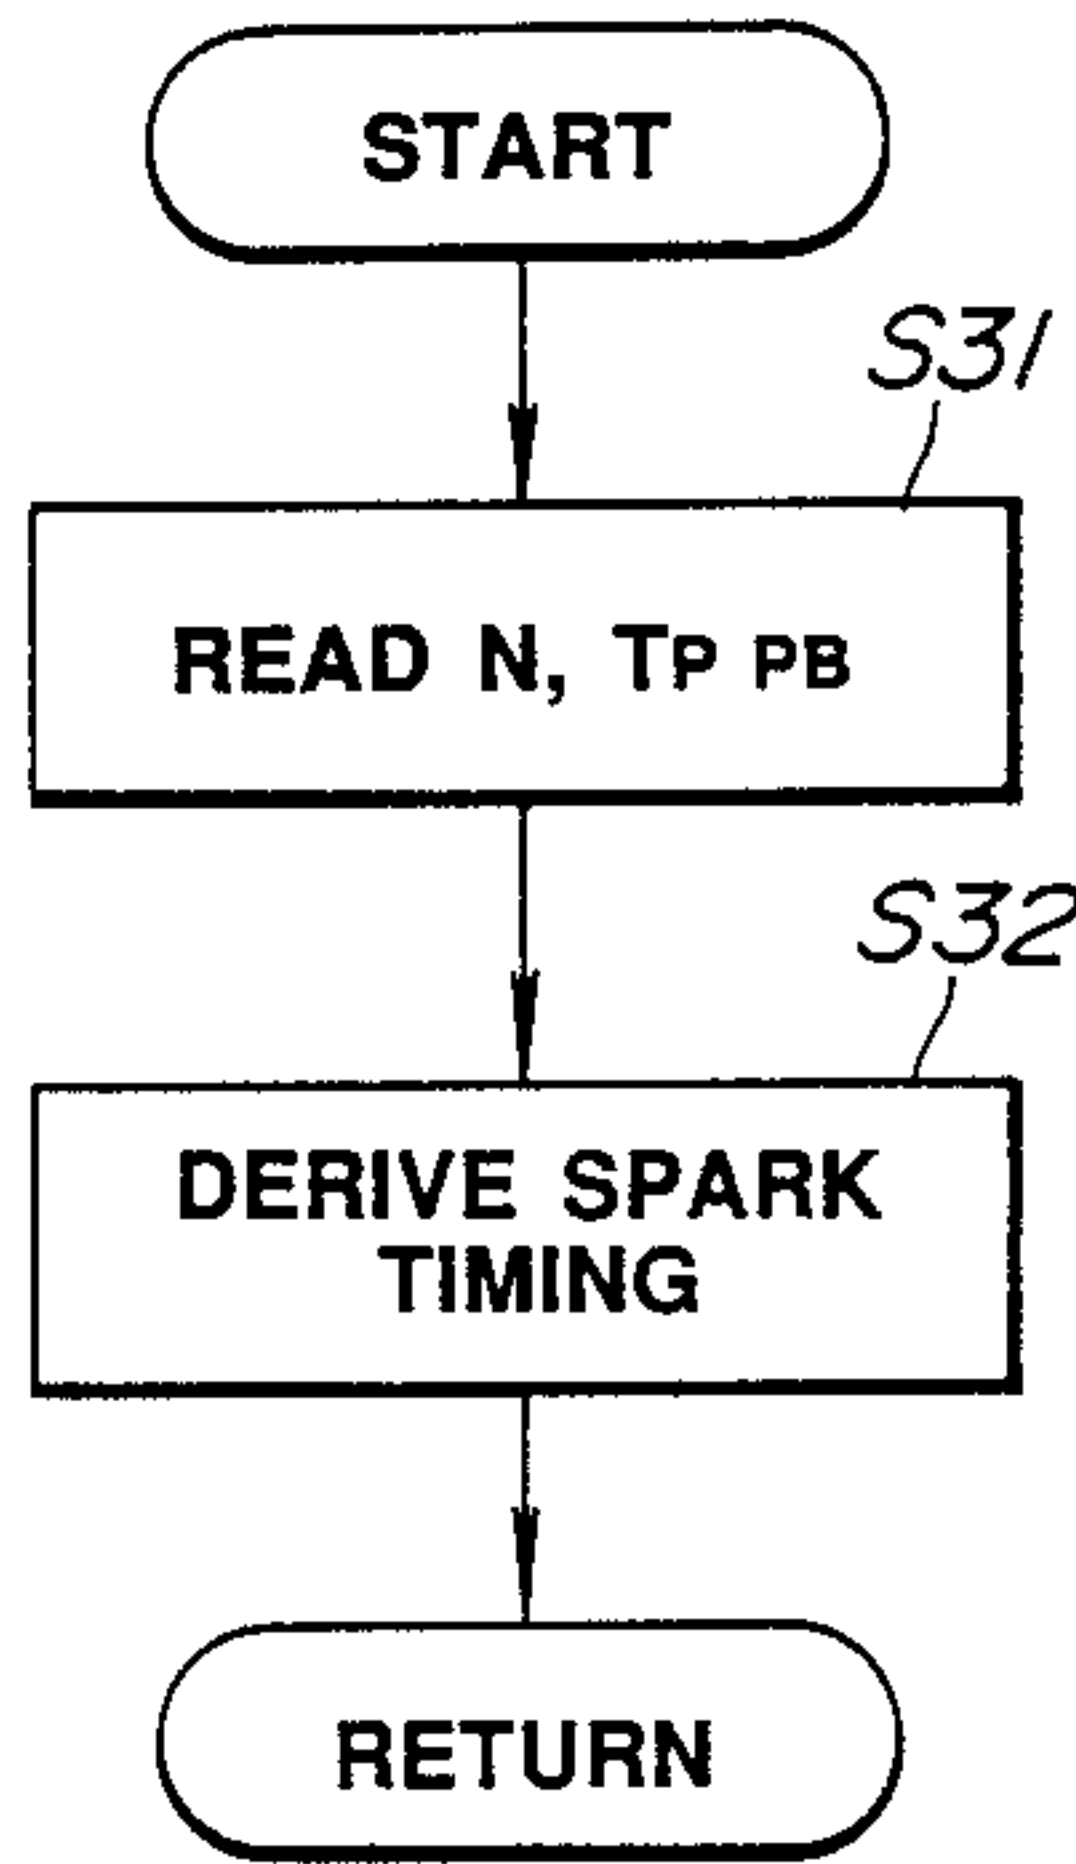 START
S31
READ N, TP PB
S32
DERIVE SPARK
TIMING
RETURN